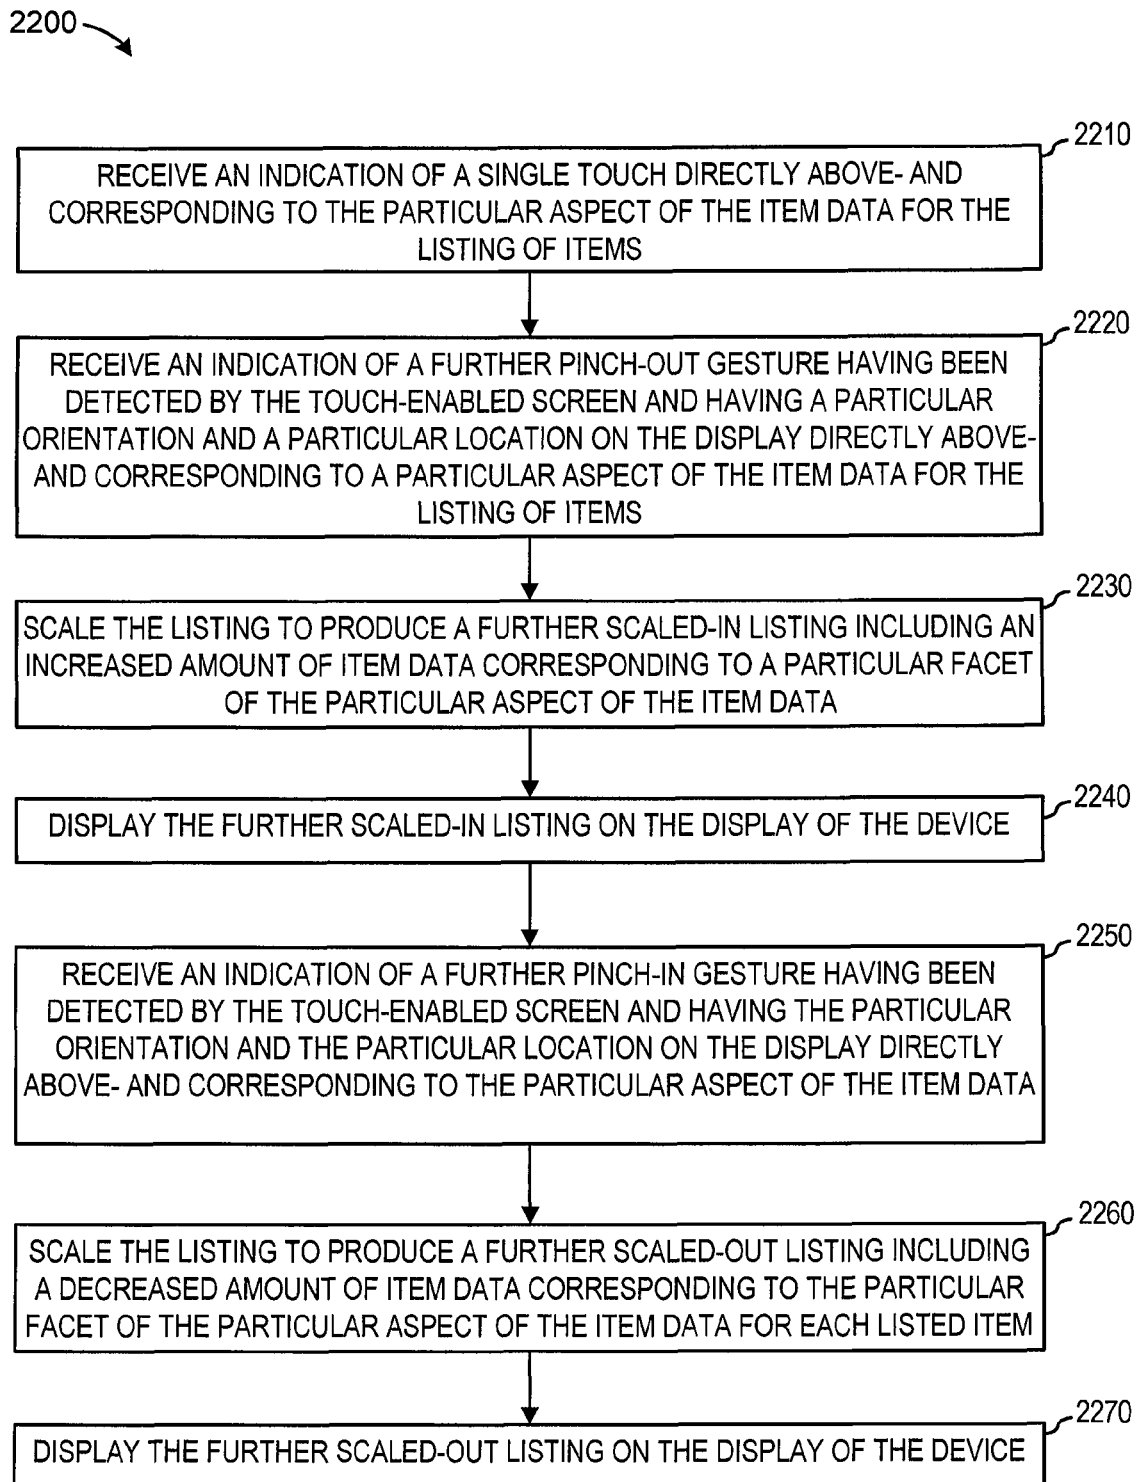 2200
2210
RECEIVE AN INDICATION OF A SINGLE TOUCH DIRECTLY ABOVE- AND
CORRESPONDING TO THE PARTICULAR ASPECT OF THE ITEM DATA FOR THE
LISTING OF ITEMS
2220
RECEIVE AN INDICATION OF A FURTHER PINCH-OUT GESTURE HAVING BEEN
DETECTED BY THE TOUCH-ENABLED SCREEN AND HAVING A PARTICULAR
ORIENTATION AND A PARTICULAR LOCATION ON THE DISPLAY DIRECTLY ABOVE-
AND CORRESPONDING TO A PARTICULAR ASPECT OF THE ITEM DATA FOR THE
LISTING OF ITEMS
2230
SCALE THE LISTING TO PRODUCE A FURTHER SCALED-IN LISTING INCLUDING AN
INCREASED AMOUNT OF ITEM DATA CORRESPONDING TO A PARTICULAR FACET
OF THE PARTICULAR ASPECT OF THE ITEM DATA
2240
DISPLAY THE FURTHER SCALED-IN LISTING ON THE DISPLAY OF THE DEVICE
2250
RECEIVE AN INDICATION OF A FURTHER PINCH-IN GESTURE HAVING BEEN
DETECTED BY THE TOUCH-ENABLED SCREEN AND HAVING THE PARTICULAR
ORIENTATION AND THE PARTICULAR LOCATION ON THE DISPLAY DIRECTLY
ABOVE- AND CORRESPONDING TO THE PARTICULAR ASPECT OF THE ITEM DATA
2260
SCALE THE LISTING TO PRODUCE A FURTHER SCALED-OUT LISTING INCLUDING
A DECREASED AMOUNT OF ITEM DATA CORRESPONDING TO THE PARTICULAR
FACET OF THE PARTICULAR ASPECT OF THE ITEM DATA FOR EACH LISTED ITEM
2270
DISPLAY THE FURTHER SCALED-OUT LISTING ON THE DISPLAY OF THE DEVICE